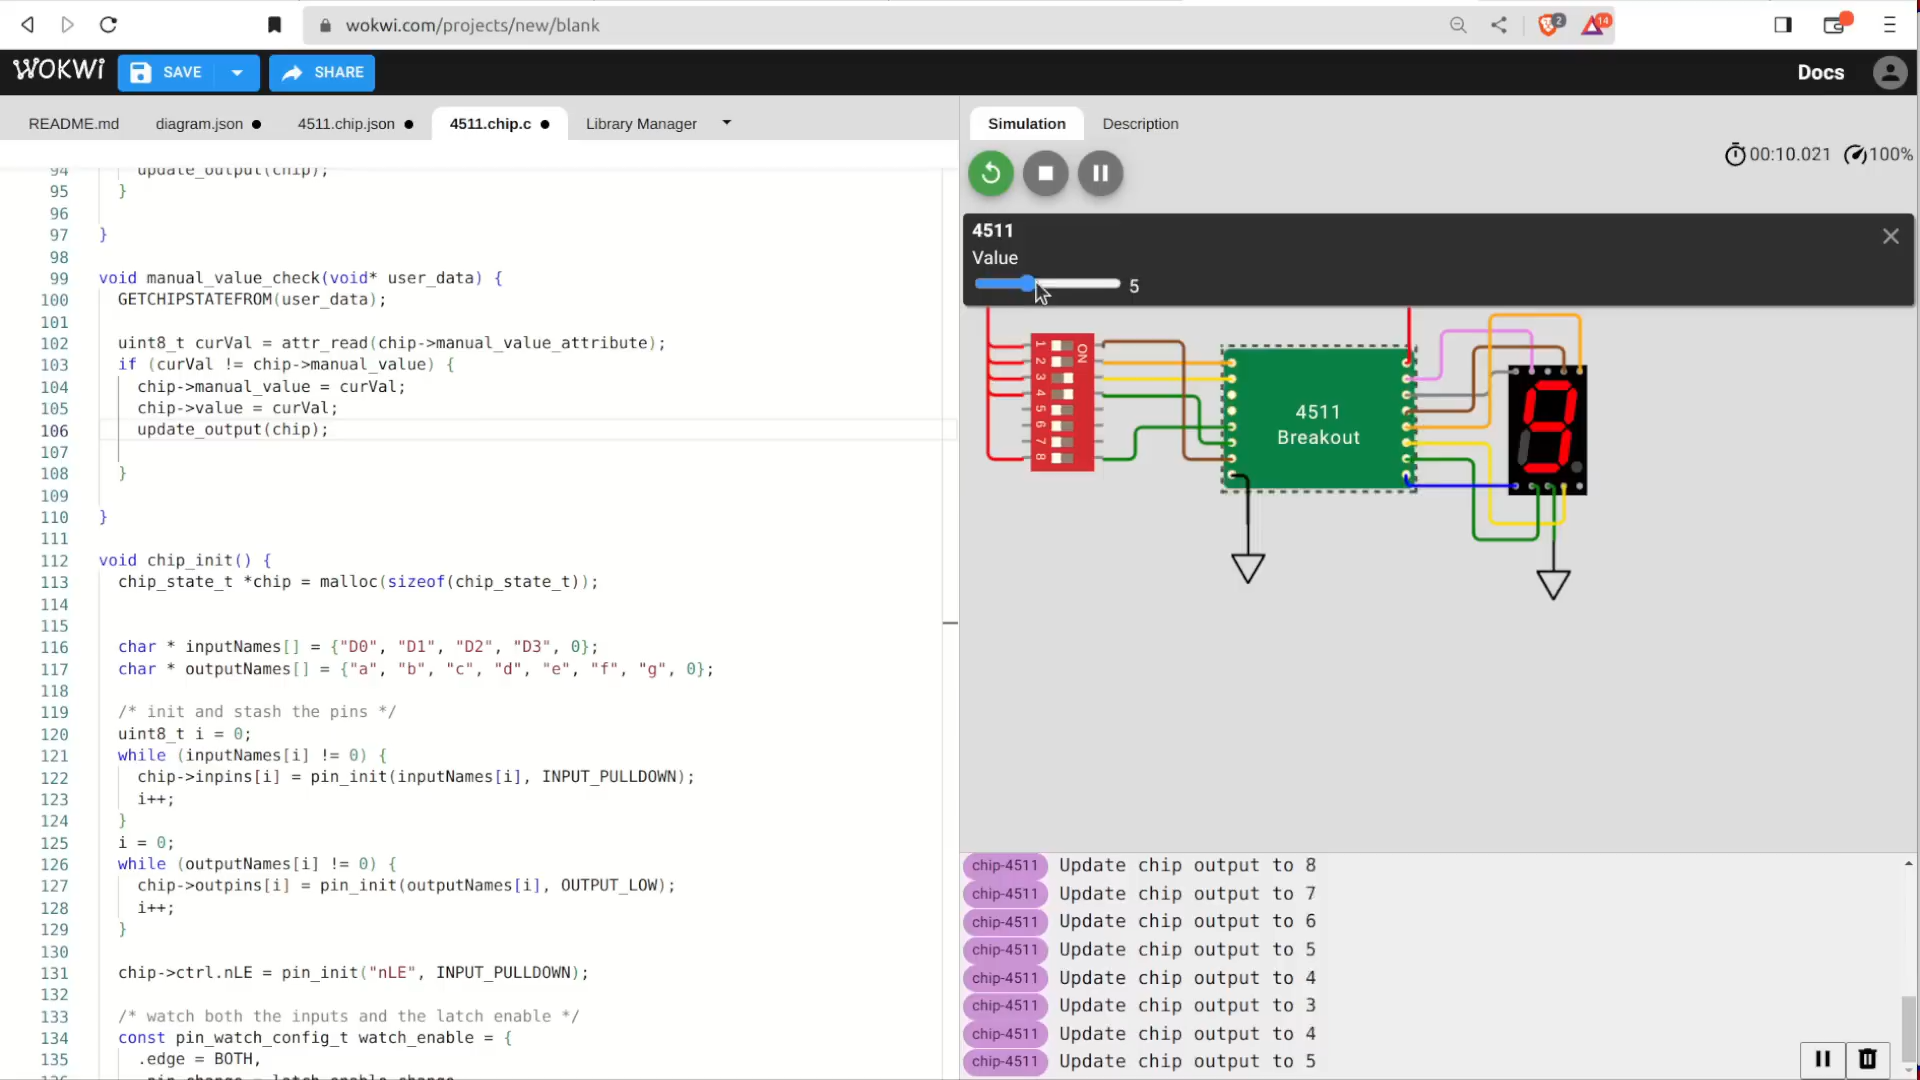 wokwi.com/projects/new/blank
2
14
WOKWi
SAVE
SHARE
Docs
README.md
diagram.json
4511.chip.json
4511.chip.c
Library Manager
94 update_output(chip);
95 }
96
97 }
98
99 void manual_value_check(void* user_data) {
100 GETCHIPSTATEFROM(user_data);
101
102 uint8_t curVal = attr_read(chip->manual_value_attribute);
103 if (curVal != chip->manual_value) {
104 chip->manual_value = curVal;
105 chip->value = curVal;
106 update_output(chip);
107
108 }
109
110 }
111
112 void chip_init() {
113 chip_state_t *chip = malloc(sizeof(chip_state_t));
114
115
116 char * inputNames[] = {"D0", "D1", "D2", "D3", 0};
117 char * outputNames[] = {"a", "b", "c", "d", "e", "f", "g", 0};
118
119 /* init and stash the pins */
120 uint8_t i = 0;
121 while (inputNames[i] != 0) {
122 chip->inpins[i] = pin_init(inputNames[i], INPUT_PULLDOWN);
123 i++;
124 }
125 i = 0;
126 while (outputNames[i] != 0) {
127 chip->outpins[i] = pin_init(outputNames[i], OUTPUT_LOW);
128 i++;
129 }
130
131 chip->ctrl.nLE = pin_init("nLE", INPUT_PULLDOWN);
132
133 /* watch both the inputs and the latch enable */
134 const pin_watch_config_t watch_enable = {
135 .edge = BOTH,
Simulation
Description
00:10.021
100%
4511
Value
5
ON
1
2
3
4
5
6
7
8
4511
Breakout
9
chip-4511 Update chip output to 8
chip-4511 Update chip output to 7
chip-4511 Update chip output to 6
chip-4511 Update chip output to 5
chip-4511 Update chip output to 4
chip-4511 Update chip output to 3
chip-4511 Update chip output to 4
chip-4511 Update chip output to 5